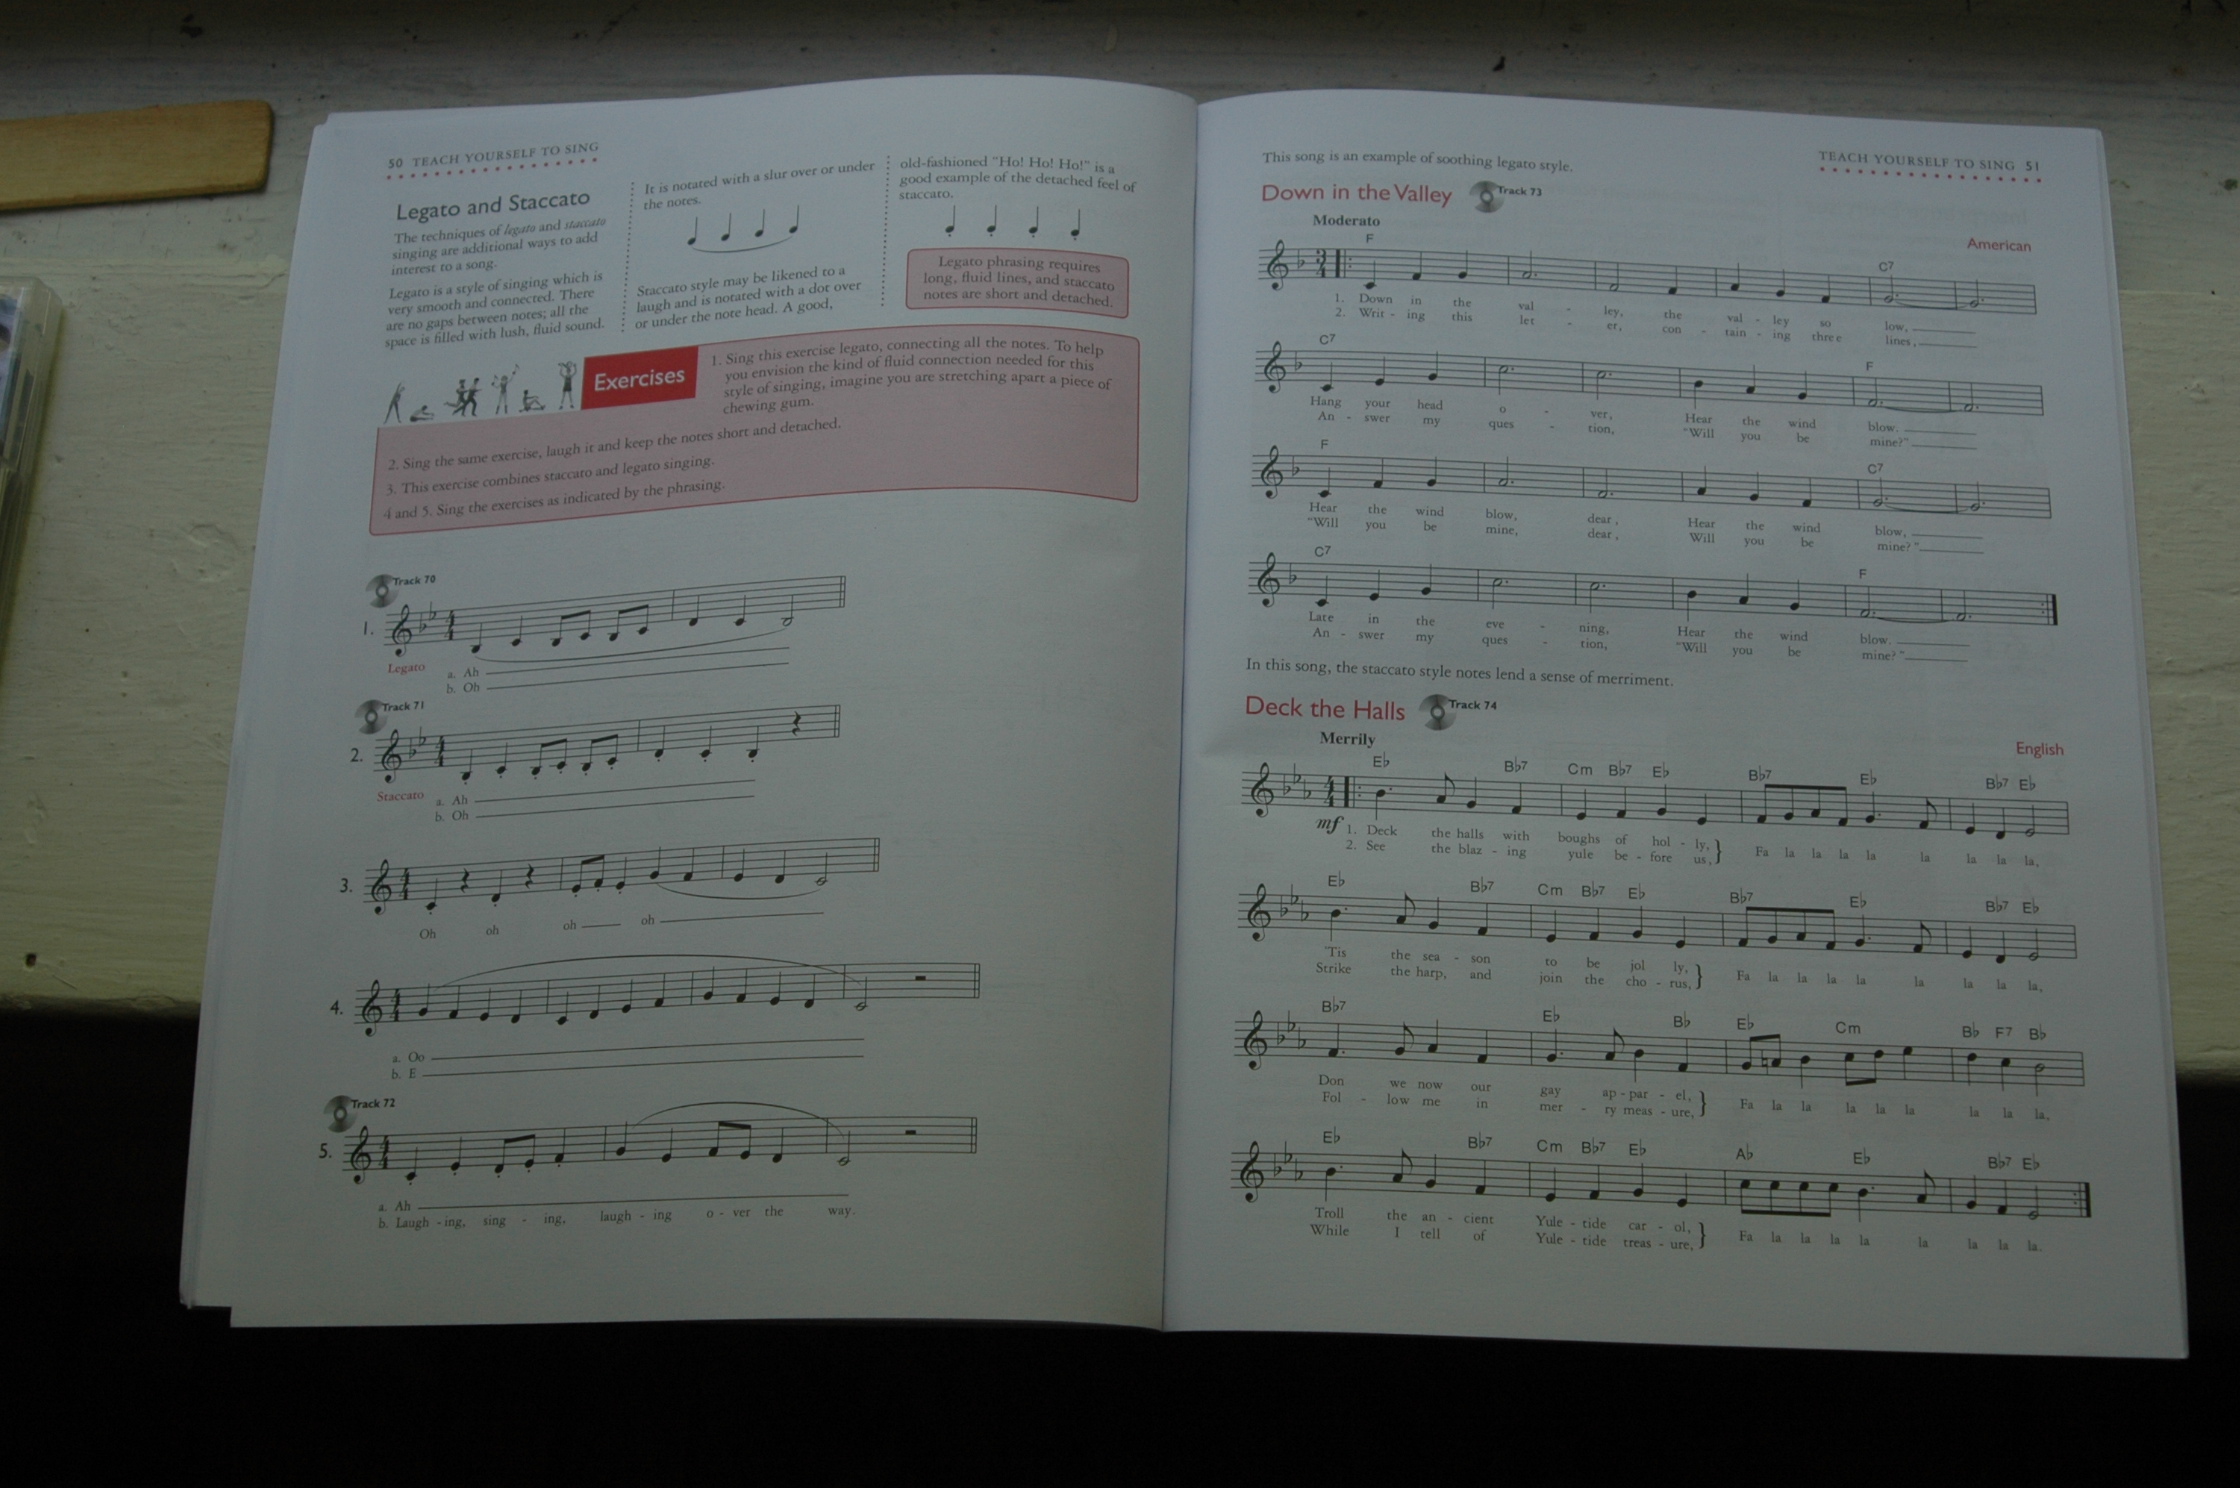 50 TEACH YOURSELF TO SING
Legato and Staccato
The techniques of legato and staccato
singing are additional ways to add
interest to a song.
Legato is a style of singing which is
very smooth and connected. There
are no gaps between notes; all the
space is filled with lush, fluid sound.
It is notated with a slur over or under
the notes.
Staccato style may be likened to a
laugh and is notated with a dot over
or under the note head. A good,
old-fashioned "Ho! Ho! Ho!" is a
good example of the detached feel of
staccato.
Legato phrasing requires
long, fluid lines, and staccato
notes are short and detached.
Exercises
1. Sing this exercise legato, connecting all the notes. To help
you envision the kind of fluid connection needed for this
style of singing, imagine you are stretching apart a piece of
chewing gum.
2. Sing the same exercise, laugh it and keep the notes short and detached.
3. This exercise combines staccato and legato singing.
4 and 5. Sing the exercises as indicated by the phrasing.
Track 70
1.
Legato
a. Ah
b. Oh
Track 71
2.
Staccato
a. Ah
b. Oh
3.
Oh oh oh oh
4.
a. Oo
b. E
Track 72
5.
a. Ah
b. Laugh - ing, sing - ing, laugh - ing o - ver the way.
TEACH YOURSELF TO SING 51
This song is an example of soothing legato style.
Down in the Valley Track 73
Moderato
American
F C7
1. Down in the val - ley, the val - ley so low,
2. Writ - ing this let - er, con - tain - ing three lines,
C7 F
Hang your head o - ver, Hear the wind blow.
An - swer my ques - tion, "Will you be mine?"
F C7
Hear the wind blow, dear, Hear the wind blow,
"Will you be mine, dear, Will you be mine?"
C7 F
Late in the eve - ning, Hear the wind blow.
An - swer my ques - tion, "Will you be mine?"
In this song, the staccato style notes lend a sense of merriment.
Deck the Halls Track 74
Merrily
English
E♭ B♭7 Cm B♭7 E♭ B♭7 E♭ B♭7 E♭
mf
1. Deck the halls with boughs of hol - ly, } Fa la la la la la la la la,
2. See the blaz - ing yule be - fore us,
E♭ B♭7 Cm B♭7 E♭ B♭7 E♭ B♭7 E♭
'Tis the sea - son to be jol ly, } Fa la la la la la la la la,
Strike the harp, and join the cho - rus,
B♭7 E♭ B♭ E♭ Cm B♭ F7 B♭
Don we now our gay ap - par - el, } Fa la la la la la la la la,
Fol - low me in mer - ry meas - ure,
E♭ B♭7 Cm B♭7 E♭ A♭ E♭ B♭7 E♭
Troll the an - cient Yule - tide car - ol, } Fa la la la la la la la la.
While I tell of Yule - tide treas - ure,